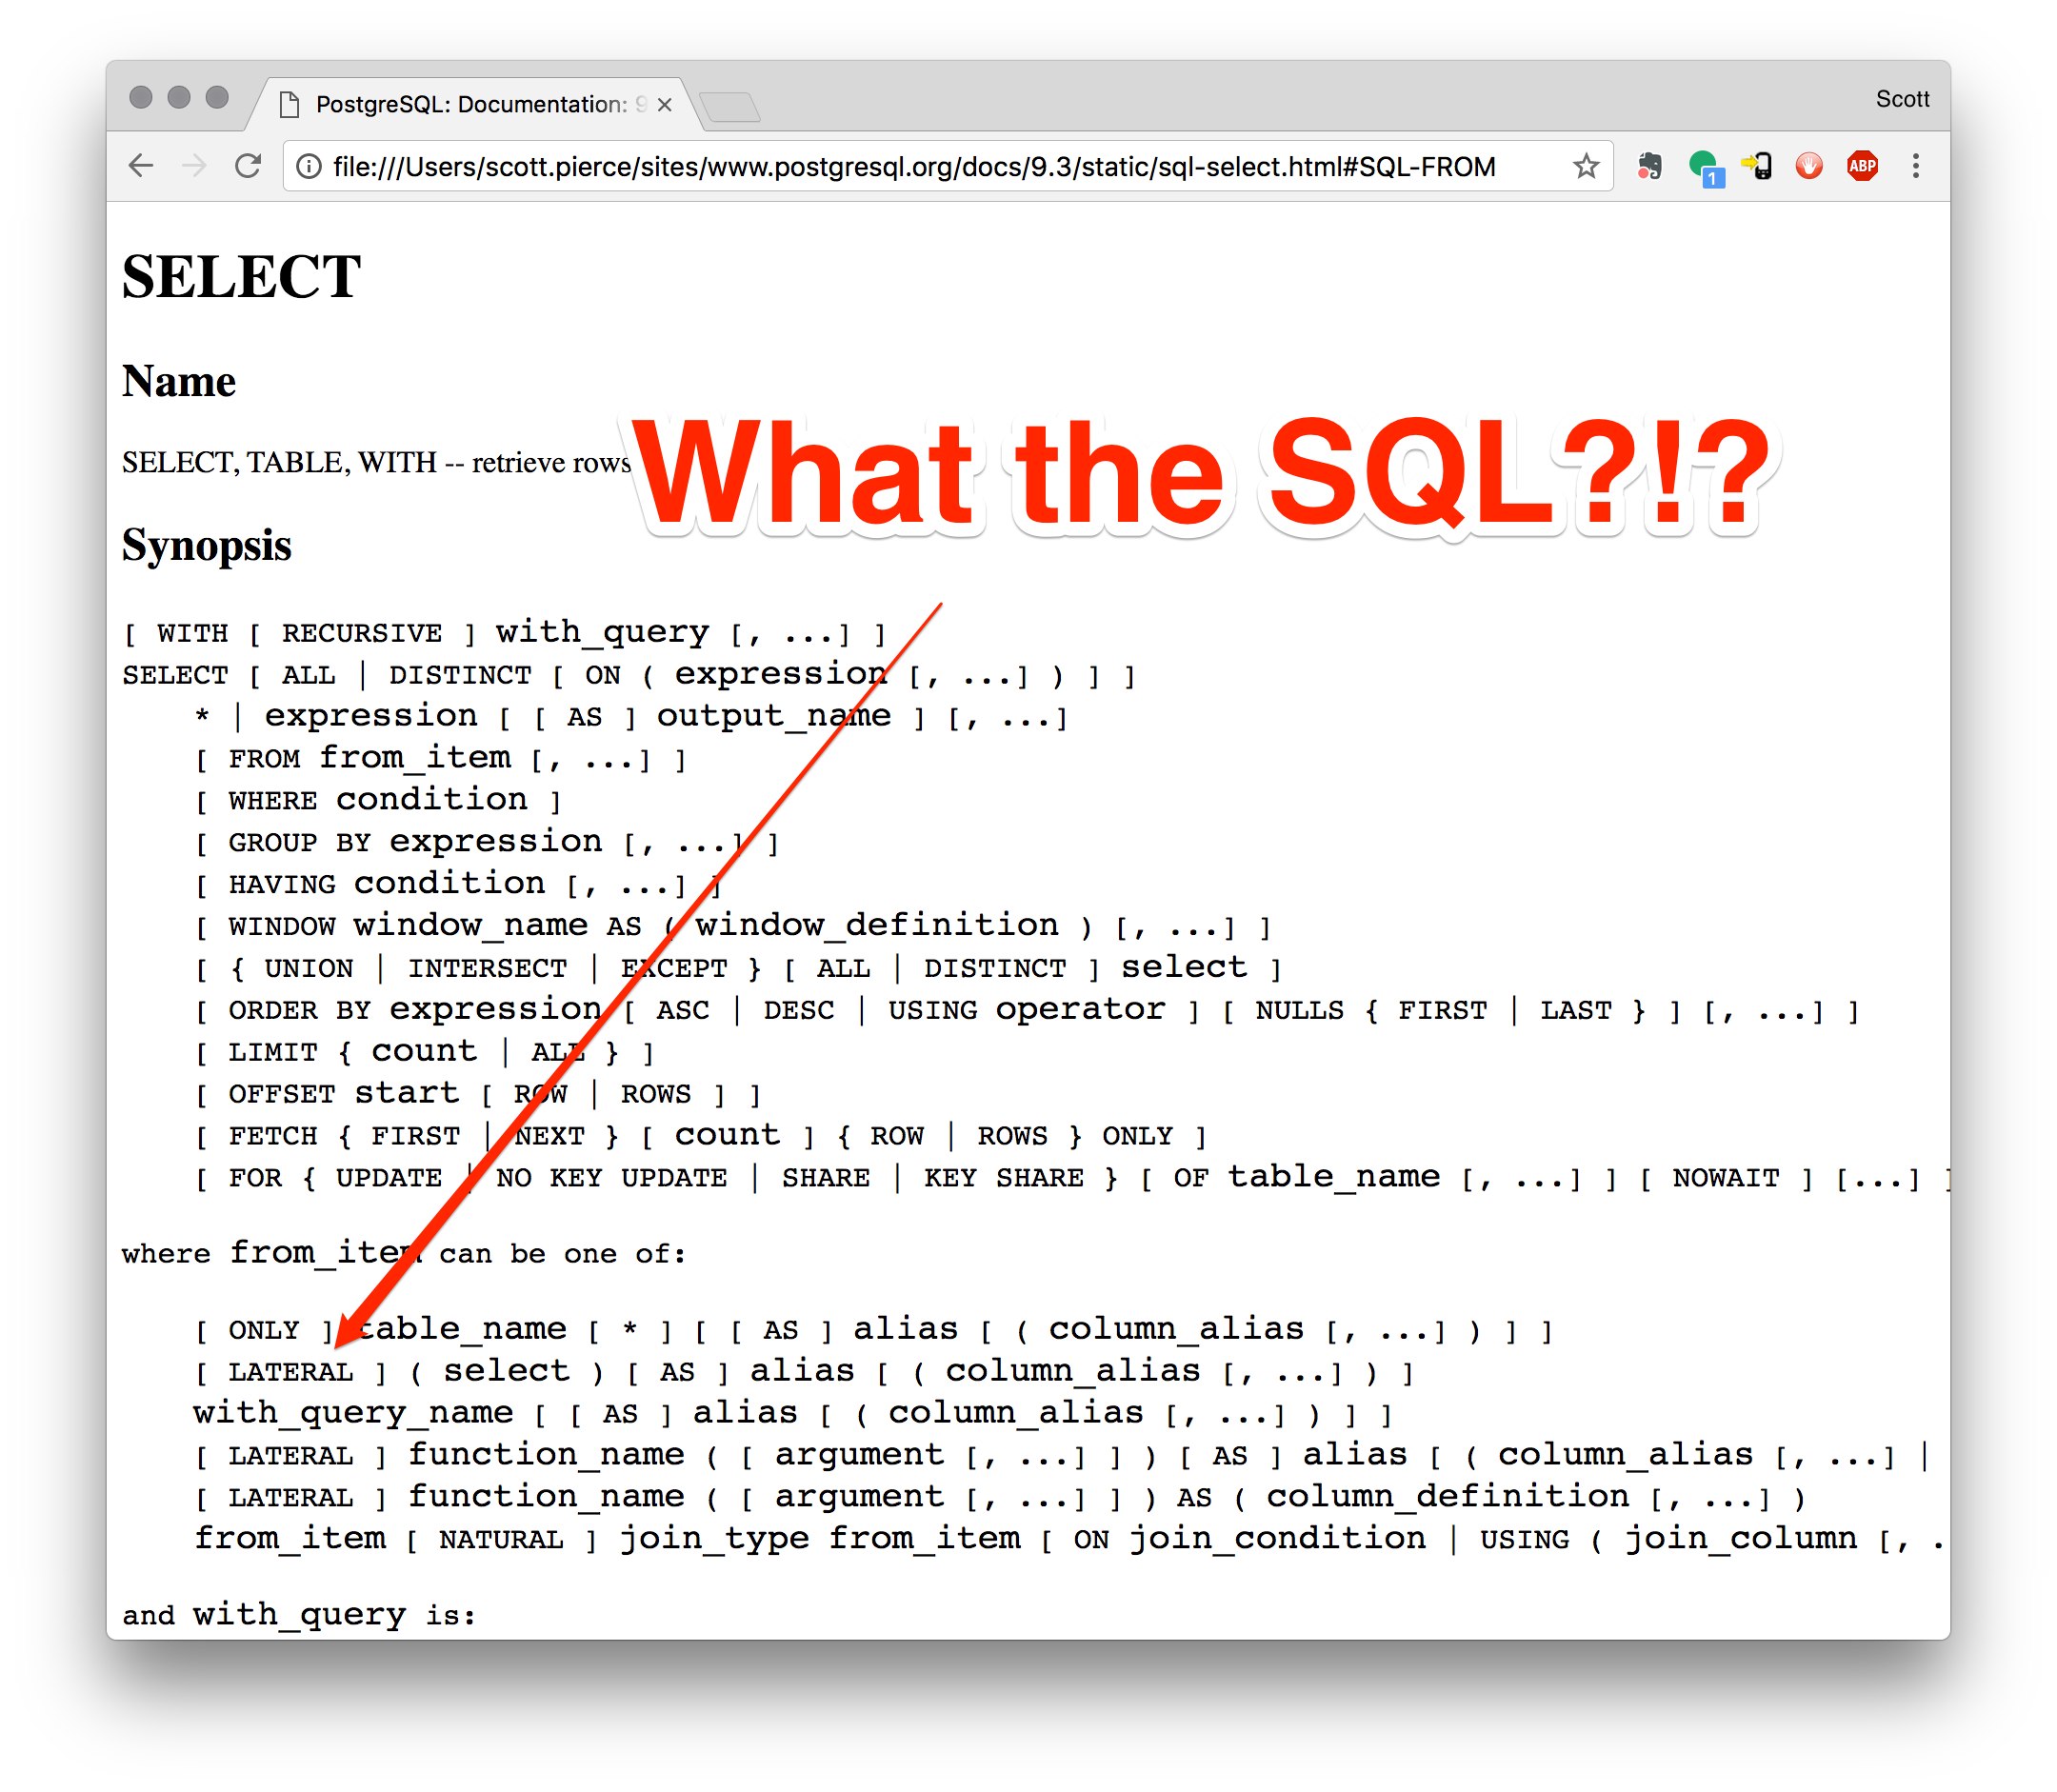 PostgreSQL: Documentation: 9
Scott
file:///Users/scott.pierce/sites/www.postgresql.org/docs/9.3/static/sql-select.html#SQL-FROM
1
ABP
SELECT
Name
What the SQL?!?
SELECT, TABLE, WITH -- retrieve rows
Synopsis
[ WITH [ RECURSIVE ] with_query [, ...] ]
SELECT [ ALL | DISTINCT [ ON ( expression [, ...] ) ] ]
* | expression [ [ AS ] output_name ] [, ...]
[ FROM from_item [, ...] ]
[ WHERE condition ]
[ GROUP BY expression [, ...] ]
[ HAVING condition [, ...] ]
[ WINDOW window_name AS ( window_definition ) [, ...] ]
[ { UNION | INTERSECT | EXCEPT } [ ALL | DISTINCT ] select ]
[ ORDER BY expression [ ASC | DESC | USING operator ] [ NULLS { FIRST | LAST } ] [, ...] ]
[ LIMIT { count | ALL } ]
[ OFFSET start [ ROW | ROWS ] ]
[ FETCH { FIRST | NEXT } [ count ] { ROW | ROWS } ONLY ]
[ FOR { UPDATE | NO KEY UPDATE | SHARE | KEY SHARE } [ OF table_name [, ...] ] [ NOWAIT ] [...] ]
where from_item can be one of:
[ ONLY ] table_name [ * ] [ [ AS ] alias [ ( column_alias [, ...] ) ] ]
[ LATERAL ] ( select ) [ AS ] alias [ ( column_alias [, ...] ) ]
with_query_name [ [ AS ] alias [ ( column_alias [, ...] ) ] ]
[ LATERAL ] function_name ( [ argument [, ...] ] ) [ AS ] alias [ ( column_alias [, ...] |
[ LATERAL ] function_name ( [ argument [, ...] ] ) AS ( column_definition [, ...] )
from_item [ NATURAL ] join_type from_item [ ON join_condition | USING ( join_column [, .
and with_query is: